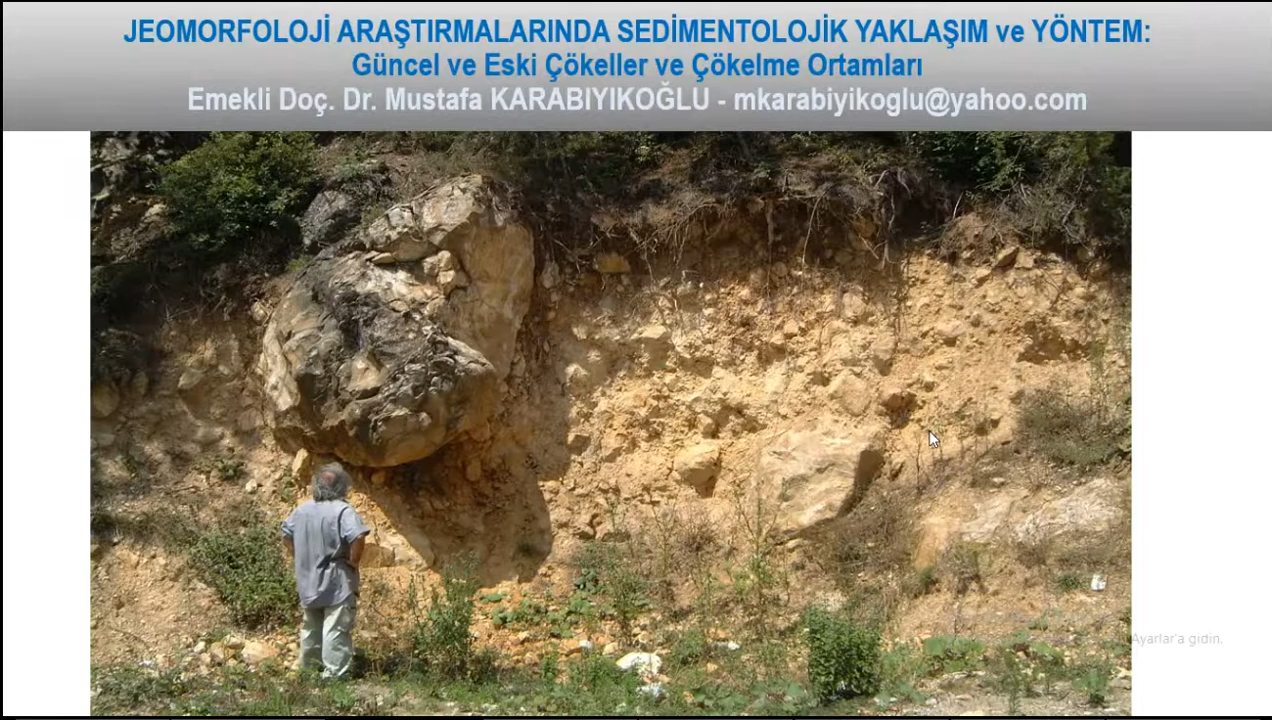 JEOMORFOLOJİ ARAŞTIRMALARINDA SEDİMENTOLOJİK YAKLAŞIM ve YÖNTEM:
Güncel ve Eski Çökeller ve Çökelme Ortamları
Emekli Doç. Dr. Mustafa KARABIYIKOĞLU - mkarabiyikoglu@yahoo.com
Ayarlar'a gidin.